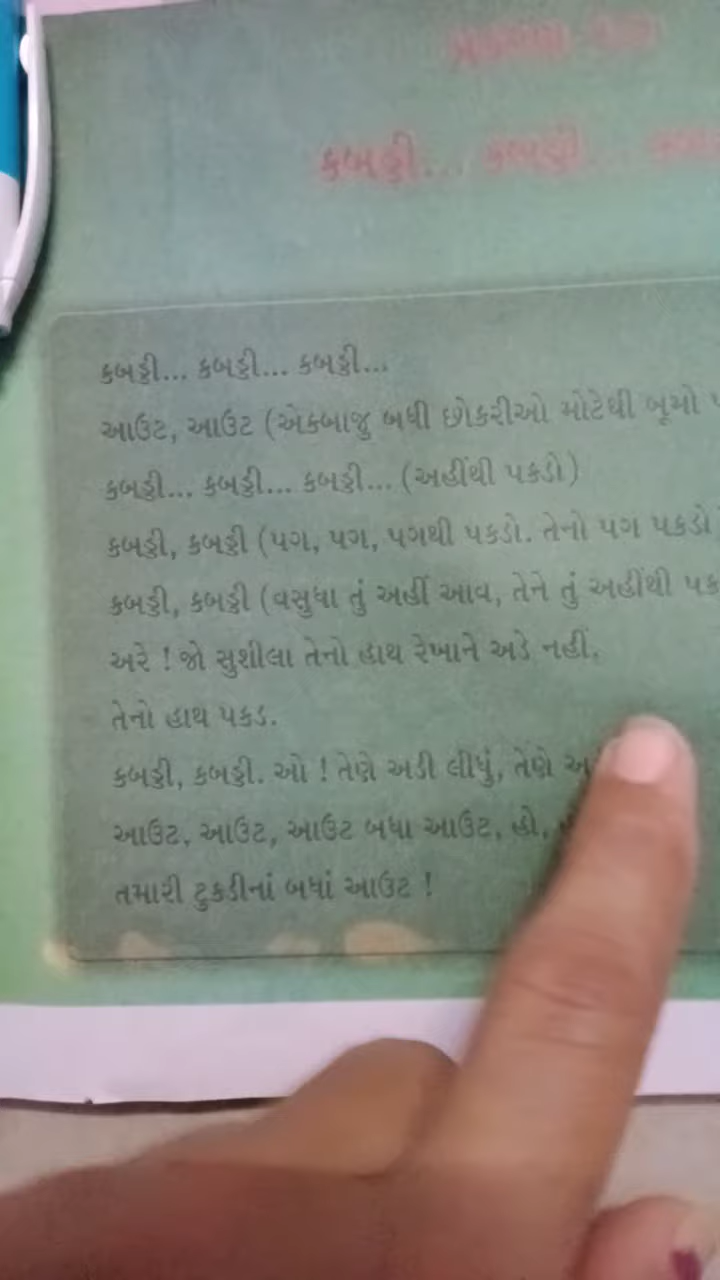 કબડ્ડી... કબડ્ડી...
કબડ્ડી... કબડ્ડી... કબડ્ડી...
આઉટ, આઉટ (એકબાજુ બધી છોકરીઓ મોટેથી બૂમો
કબડ્ડી... કબડ્ડી... કબડ્ડી... (અહીંથી પકડો)
કબડ્ડી, કબડ્ડી (પગ, પગ, પગથી પકડો. તેનો પગ પકડો
કબડ્ડી, કબડ્ડી (વસુધા તું અહીં આવ, તેને તું અહીંથી
અરે ! જો સુશીલા તેનો હાથ રેખાને અડે નહીં.
તેનો હાથ પકડ.
કબડ્ડી, કબડ્ડી. ઓ ! તેણે અડી લીધું, તેણે
આઉટ, આઉટ, આઉટ બધા આઉટ, હો,
તમારી ટુકડીનાં બધાં આઉટ !